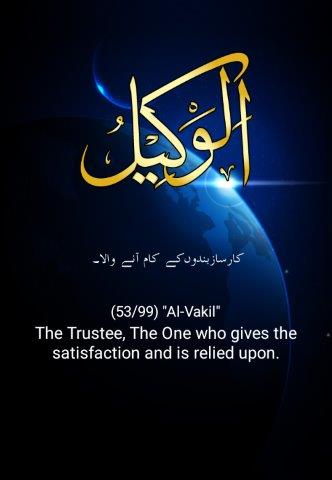 اَلْوَكِيْلُ
کارساز بندوں کے کام آنے والا۔
(53/99) "Al-Vakil"
The Trustee, The One who gives the
satisfaction and is relied upon.